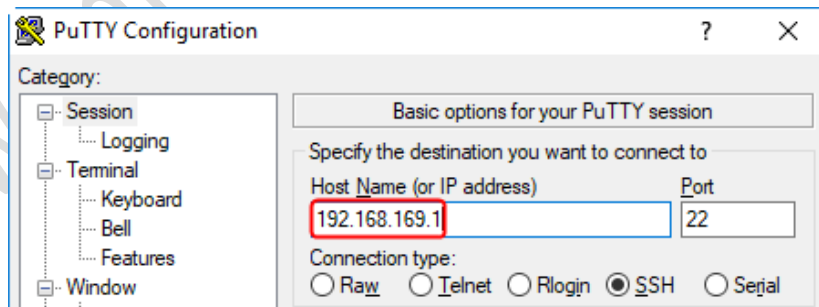 PuTTY Configuration ? ×
Category:
Session
Logging
Terminal
Keyboard
Bell
Features
Window
Basic options for your PuTTY session
Specify the destination you want to connect to
Host Name (or IP address) Port
192.168.169.1 22
Connection type:
Raw Telnet Rlogin SSH Serial